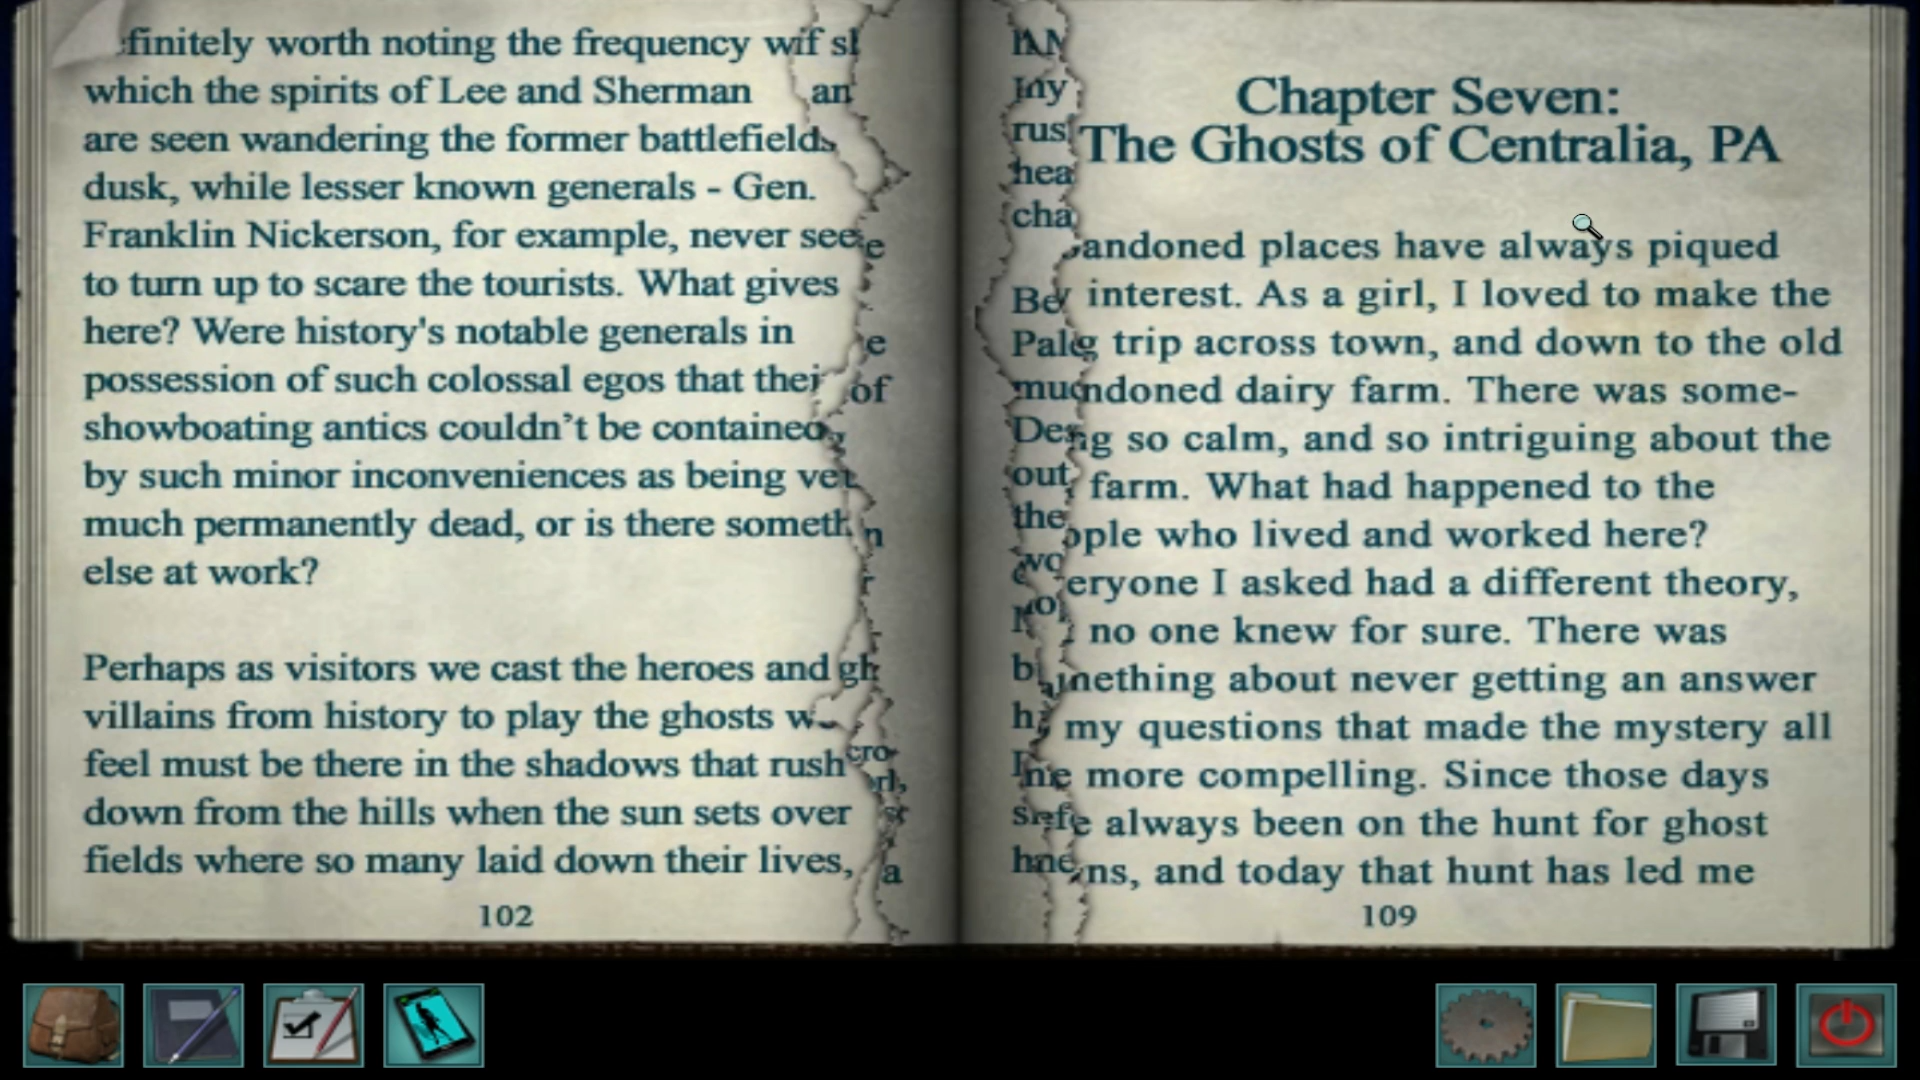 finitely worth noting the frequency
which the spirits of Lee and Sherman
are seen wandering the former battlefields
dusk, while lesser known generals - Gen.
Franklin Nickerson, for example, never see
to turn up to scare the tourists. What gives
here? Were history's notable generals in
possession of such colossal egos that
showboating antics couldn't be contained
by such minor inconveniences as being
much permanently dead, or is there
else at work?
Perhaps as visitors we cast the heroes and
villains from history to play the ghosts
feel must be there in the shadows that rush
down from the hills when the sun sets over
fields where so many laid down their lives,
102
Chapter Seven:
The Ghosts of Centralia, PA
andoned places have always piqued
interest. As a girl, I loved to make the
trip across town, and down to the old
ndoned dairy farm. There was some-
so calm, and so intriguing about the
farm. What had happened to the
ople who lived and worked here?
eryone I asked had a different theory,
no one knew for sure. There was
mething about never getting an answer
my questions that made the mystery all
more compelling. Since those days
always been on the hunt for ghost
ns, and today that hunt has led me
109